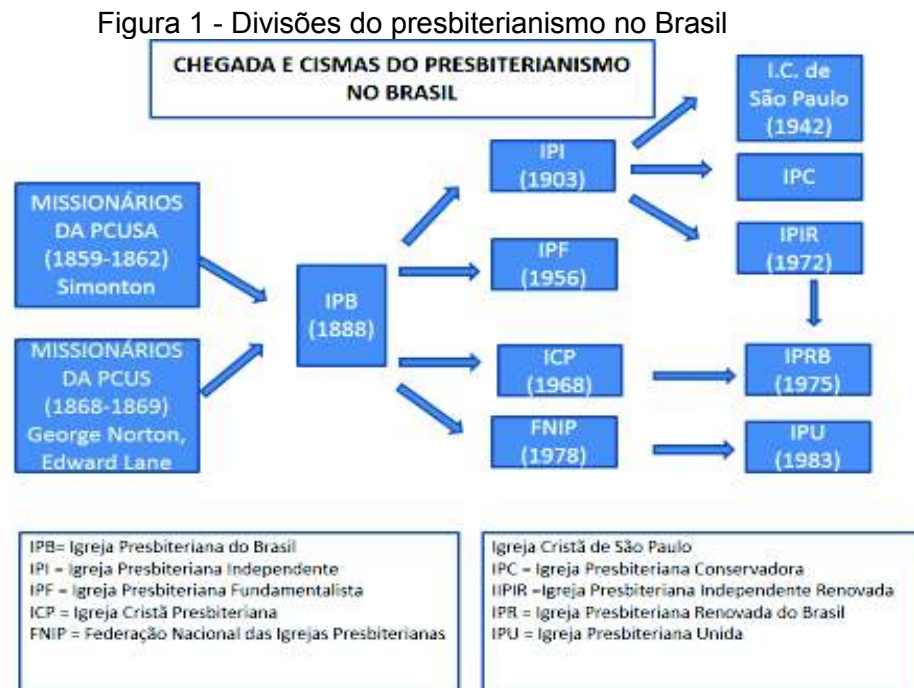 Figura 1 - Divisões do presbiterianismo no Brasil
CHEGADA E CISMAS DO PRESBITERIANISMO
NO BRASIL
MISSIONÁRIOS
DA PCUSA
(1859-1862)
Simonton
MISSIONÁRIOS
DA PCUS
(1868-1869)
George Norton,
Edward Lane
IPB
(1888)
IPI
(1903)
IPF
(1956)
ICP
(1968)
FNIP
(1978)
I.C. de
São Paulo
(1942)
IPC
IPIR
(1972)
IPRB
(1975)
IPU
(1983)
IPB= Igreja Presbiteriana do Brasil
IPI = Igreja Presbiteriana Independente
IPF = Igreja Presbiteriana Fundamentalista
ICP = Igreja Cristã Presbiteriana
FNIP = Federação Nacional das Igrejas Presbiterianas
Igreja Cristã de São Paulo
IPC = Igreja Presbiteriana Conservadora
IIPIR =Igreja Presbiteriana Independente Renovada
IPR = Igreja Presbiteriana Renovada do Brasil
IPU = Igreja Presbiteriana Unida